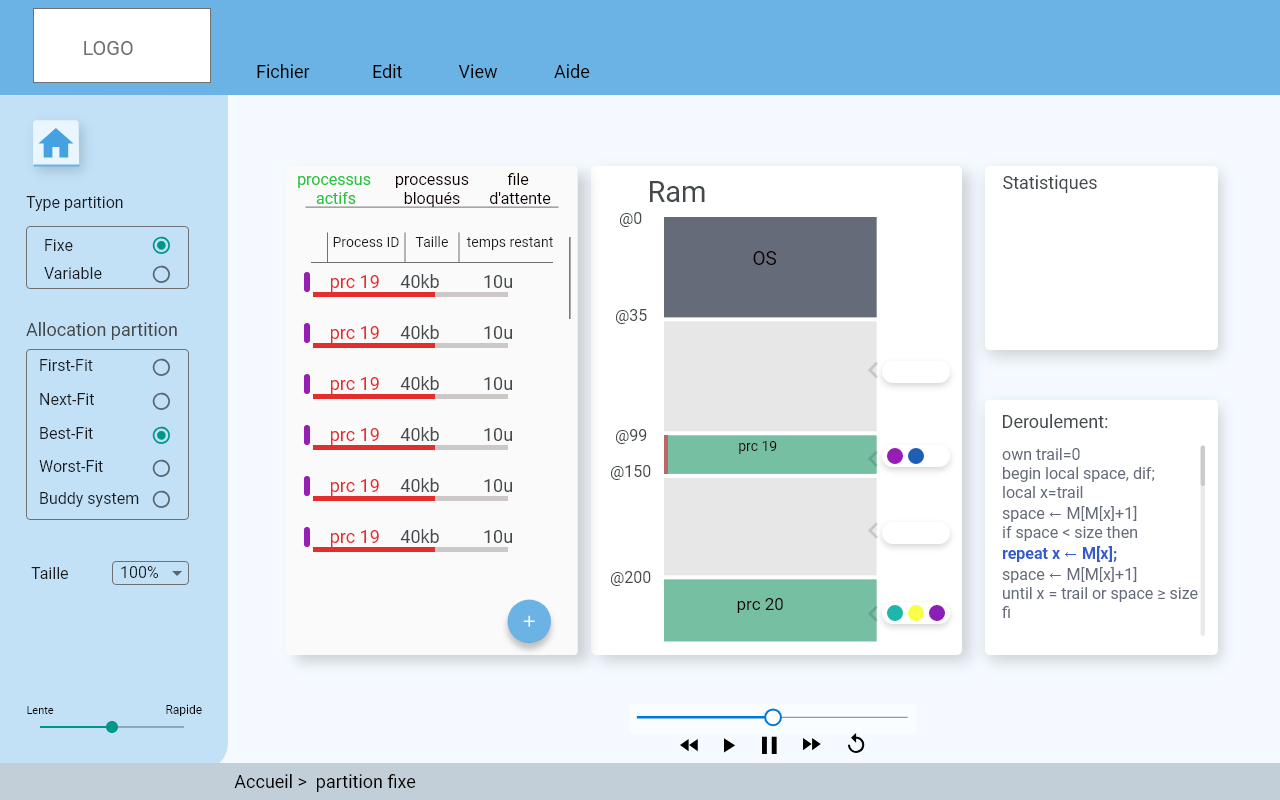 LOGO
Fichier Edit View Aide
Type partition
Fixe
Variable
Allocation partition
First-Fit
Next-Fit
Best-Fit
Worst-Fit
Buddy system
Taille 100%
Lente Rapide
processus actifs
processus bloqués
file d'attente
Process ID Taille temps restant
prc 19 40kb 10u
prc 19 40kb 10u
prc 19 40kb 10u
prc 19 40kb 10u
prc 19 40kb 10u
prc 19 40kb 10u
+
Ram
@0
OS
@35
@99
prc 19
@150
@200
prc 20
Statistiques
Deroulement:
own trail=0
begin local space, dif;
local x=trail
space ← M[M[x]+1]
if space < size then
repeat x ← M[x];
space ← M[M[x]+1]
until x = trail or space ≥ size
fi
Accueil > partition fixe